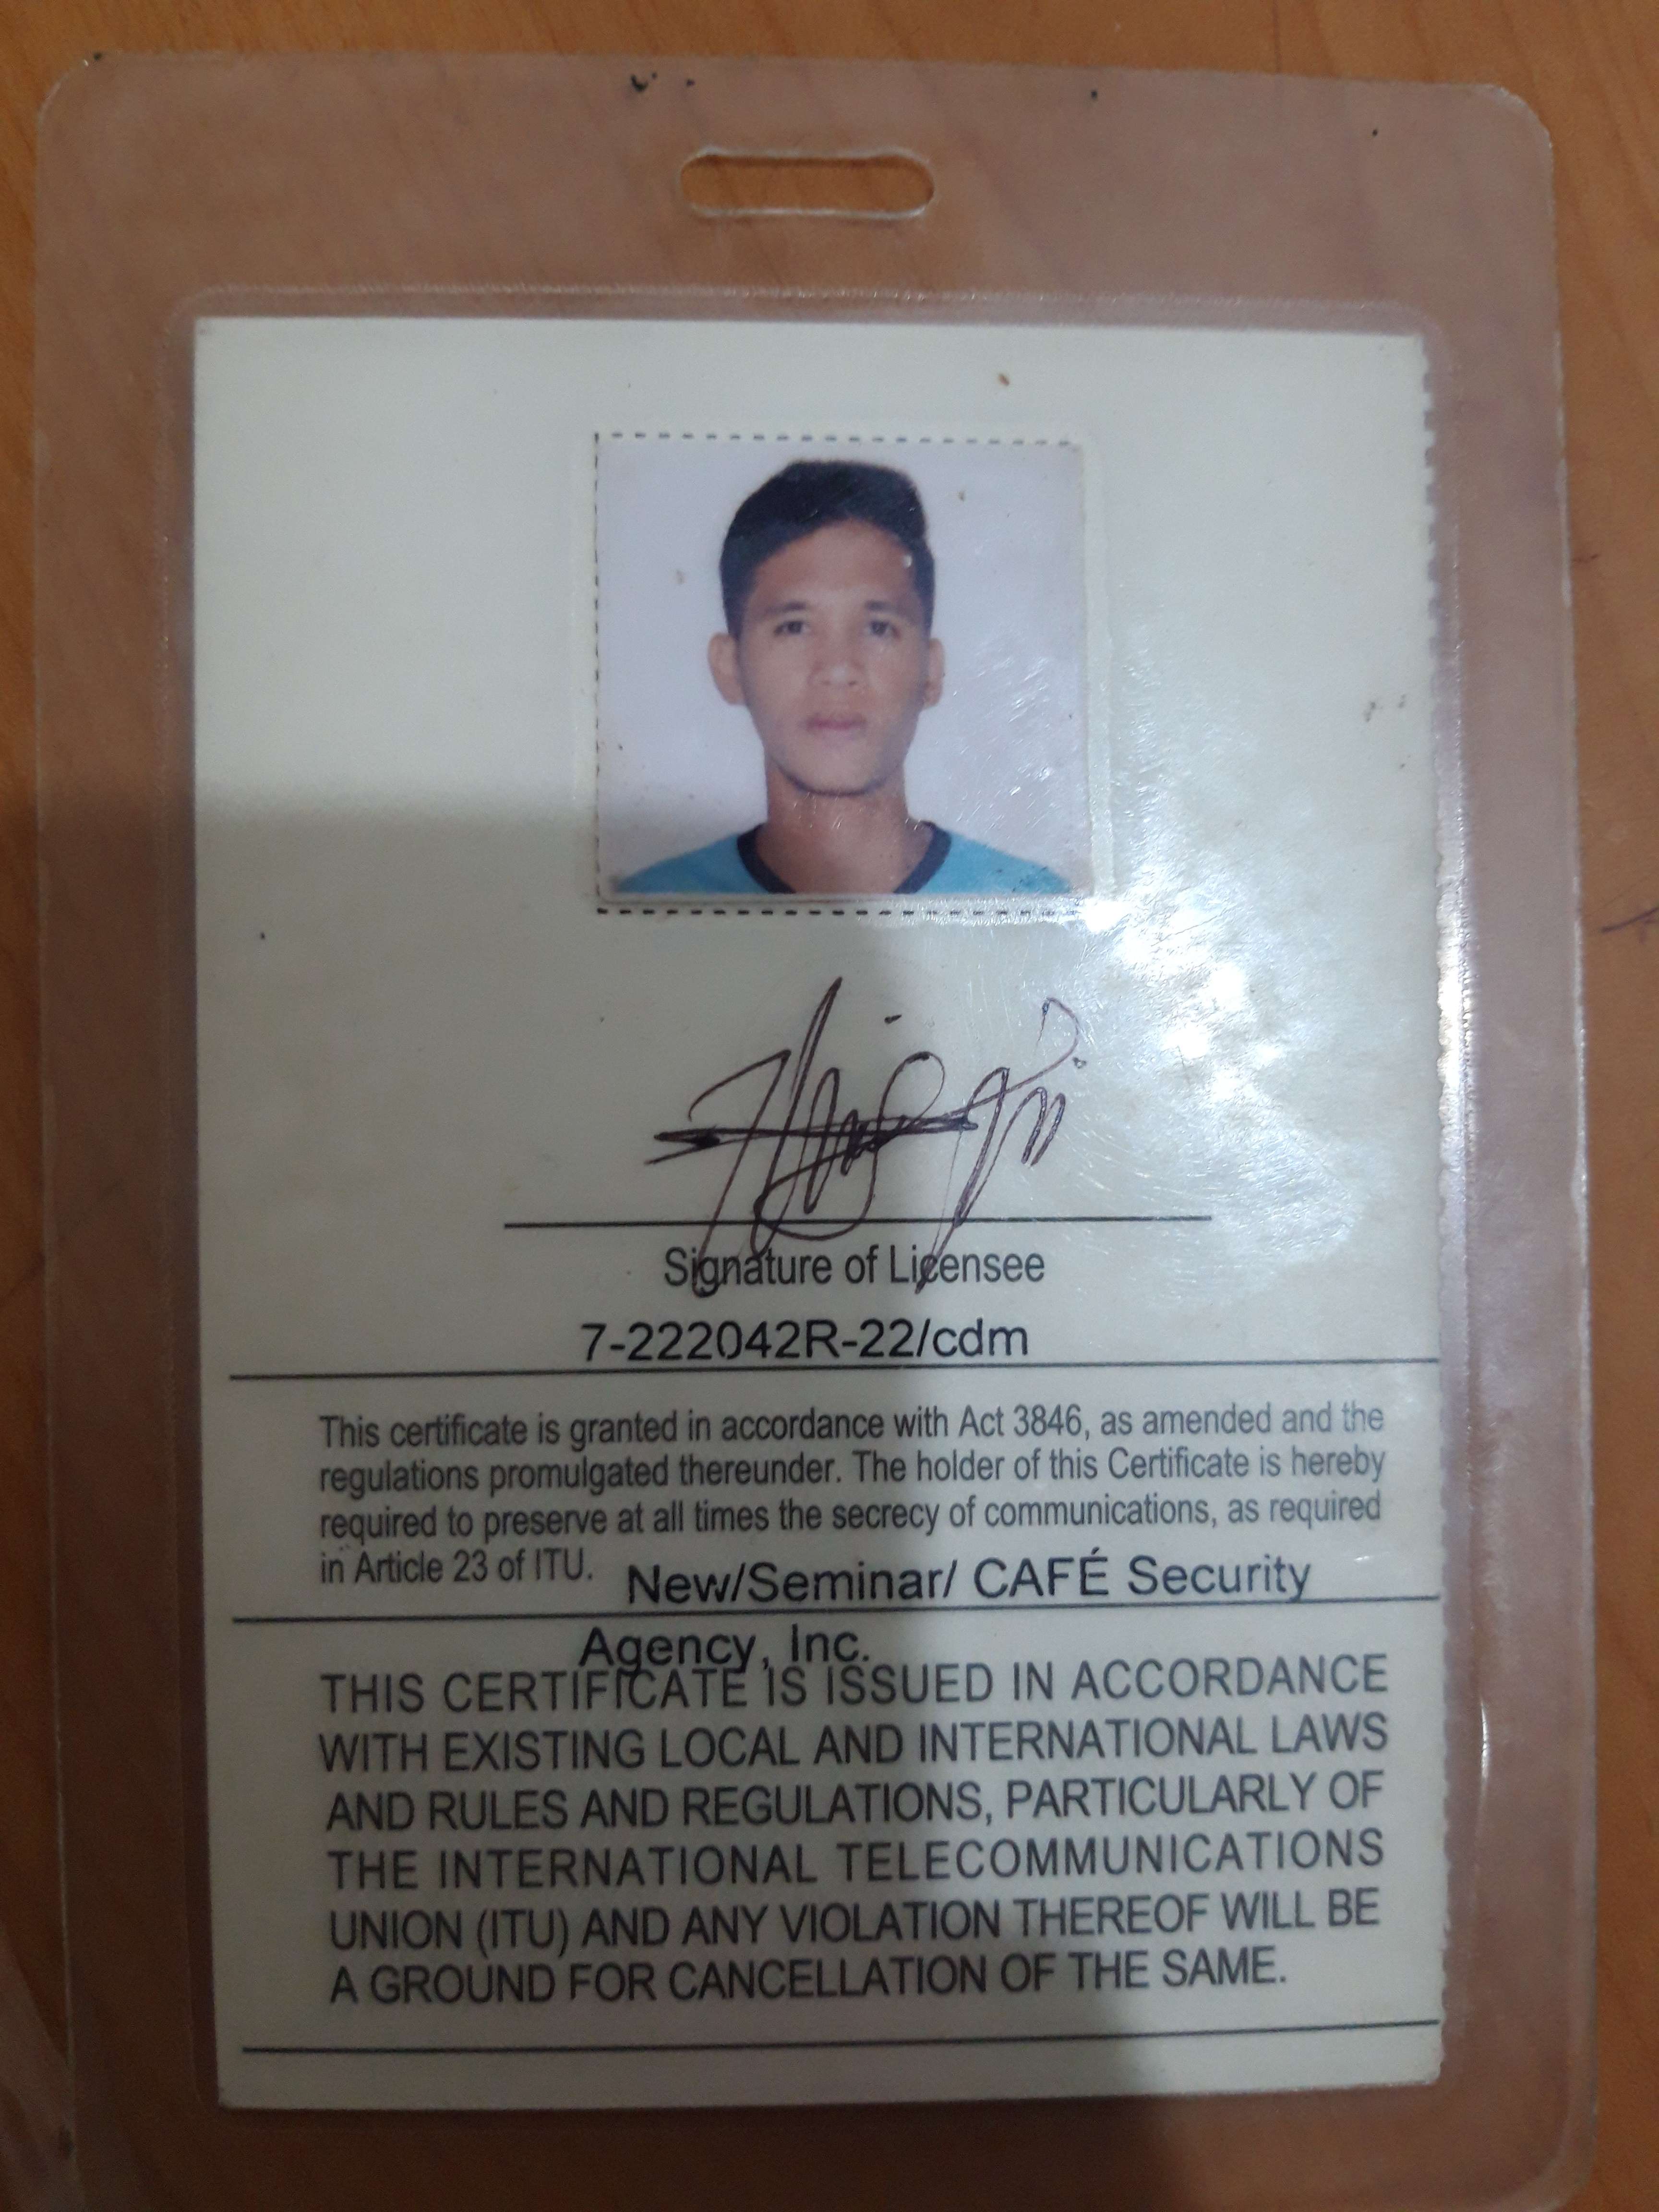 Signature of Licensee
7-222042R-22/cdm
This certificate is granted in accordance with Act 3846, as amended and the
regulations promulgated thereunder. The holder of this Certificate is hereby
required to preserve at all times the secrecy of communications, as required
in Article 23 of ITU. New/Seminar/ CAFÉ Security
Agency, Inc.
THIS CERTIFICATE IS ISSUED IN ACCORDANCE
WITH EXISTING LOCAL AND INTERNATIONAL LAWS
AND RULES AND REGULATIONS, PARTICULARLY OF
THE INTERNATIONAL TELECOMMUNICATIONS
UNION (ITU) AND ANY VIOLATION THEREOF WILL BE
A GROUND FOR CANCELLATION OF THE SAME.